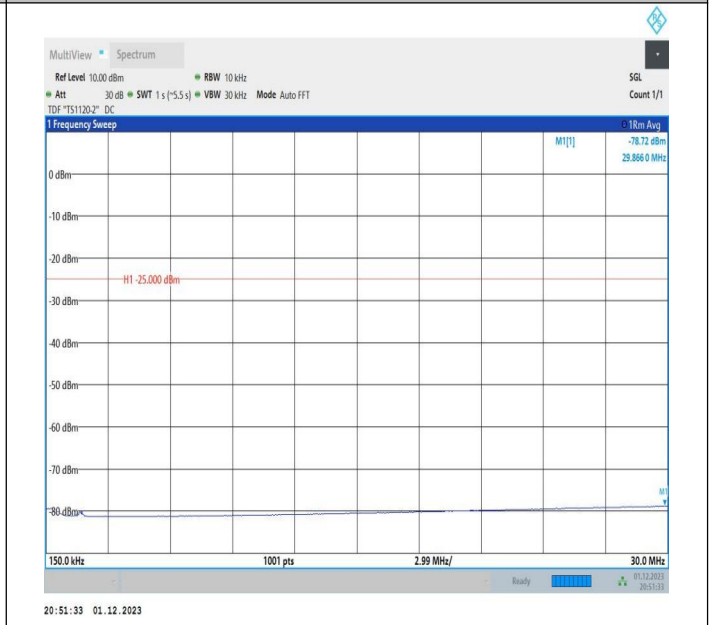 MultiView Spectrum
Ref Level 10.00 dBm RBW 10 kHz SGL
Att 30 dB SWT 1 s (~5.5 s) VBW 30 kHz Mode Auto FFT Count 1/1
TDF "TS1120-2" DC
1 Frequency Sweep 1Rm Avg
M1[1] -78.72 dBm
29.866 0 MHz
0 dBm
-10 dBm
-20 dBm
H1 -25.000 dBm
-30 dBm
-40 dBm
-50 dBm
-60 dBm
-70 dBm
M1
-80 dBm
150.0 kHz 1001 pts 2.99 MHz/ 30.0 MHz
Ready 01.12.2023
20:51:33
20:51:33 01.12.2023